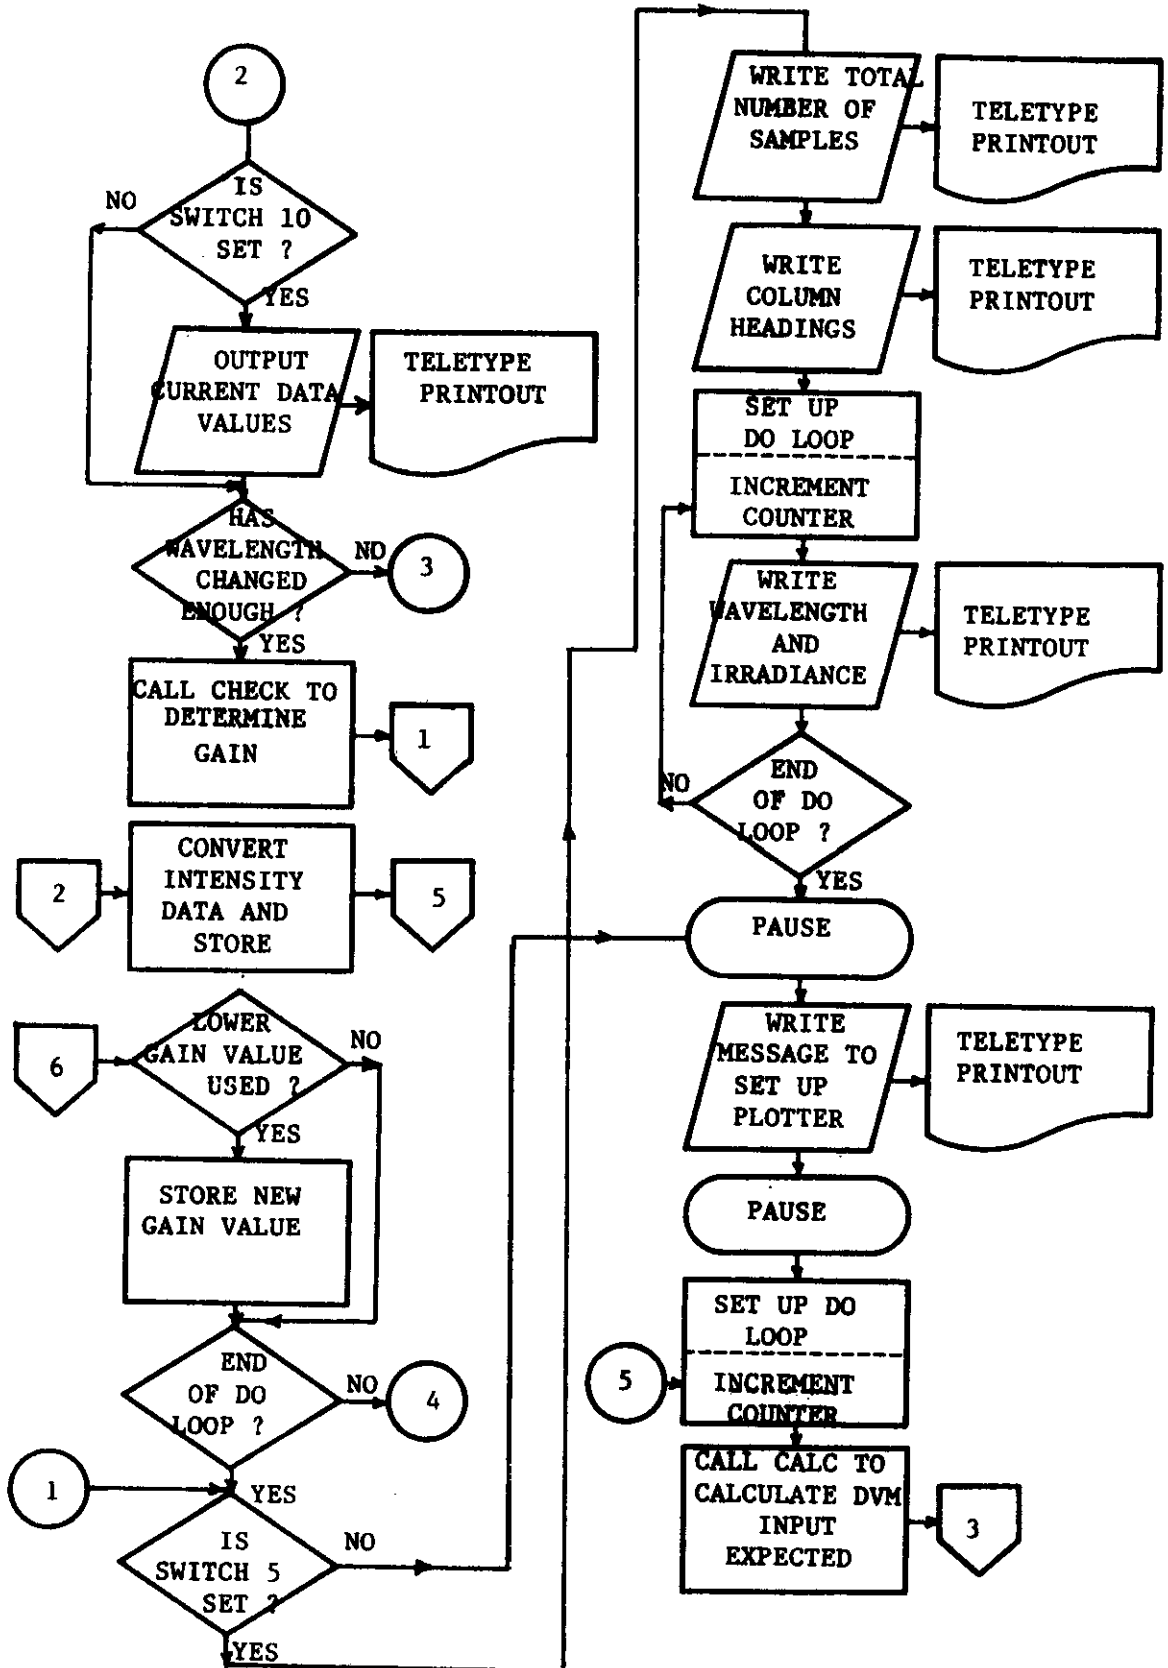 2
IS
SWITCH 10
SET ?
NO
YES
OUTPUT
CURRENT DATA
VALUES
TELETYPE
PRINTOUT
HAS
WAVELENGTH
CHANGED
ENOUGH ?
NO
3
YES
CALL CHECK TO
DETERMINE
GAIN
1
2
CONVERT
INTENSITY
DATA AND
STORE
5
6
LOWER
GAIN VALUE
USED ?
NO
YES
STORE NEW
GAIN VALUE
END
OF DO
LOOP ?
NO
4
1
YES
IS
SWITCH 5
SET ?
NO
YES
WRITE TOTAL
NUMBER OF
SAMPLES
TELETYPE
PRINTOUT
WRITE
COLUMN
HEADINGS
TELETYPE
PRINTOUT
SET UP
DO LOOP
INCREMENT
COUNTER
WRITE
WAVELENGTH
AND
IRRADIANCE
TELETYPE
PRINTOUT
END
OF DO
LOOP ?
NO
YES
PAUSE
WRITE
MESSAGE TO
SET UP
PLOTTER
TELETYPE
PRINTOUT
PAUSE
SET UP DO
LOOP
5
INCREMENT
COUNTER
CALL CALC TO
CALCULATE DVM
INPUT
EXPECTED
3